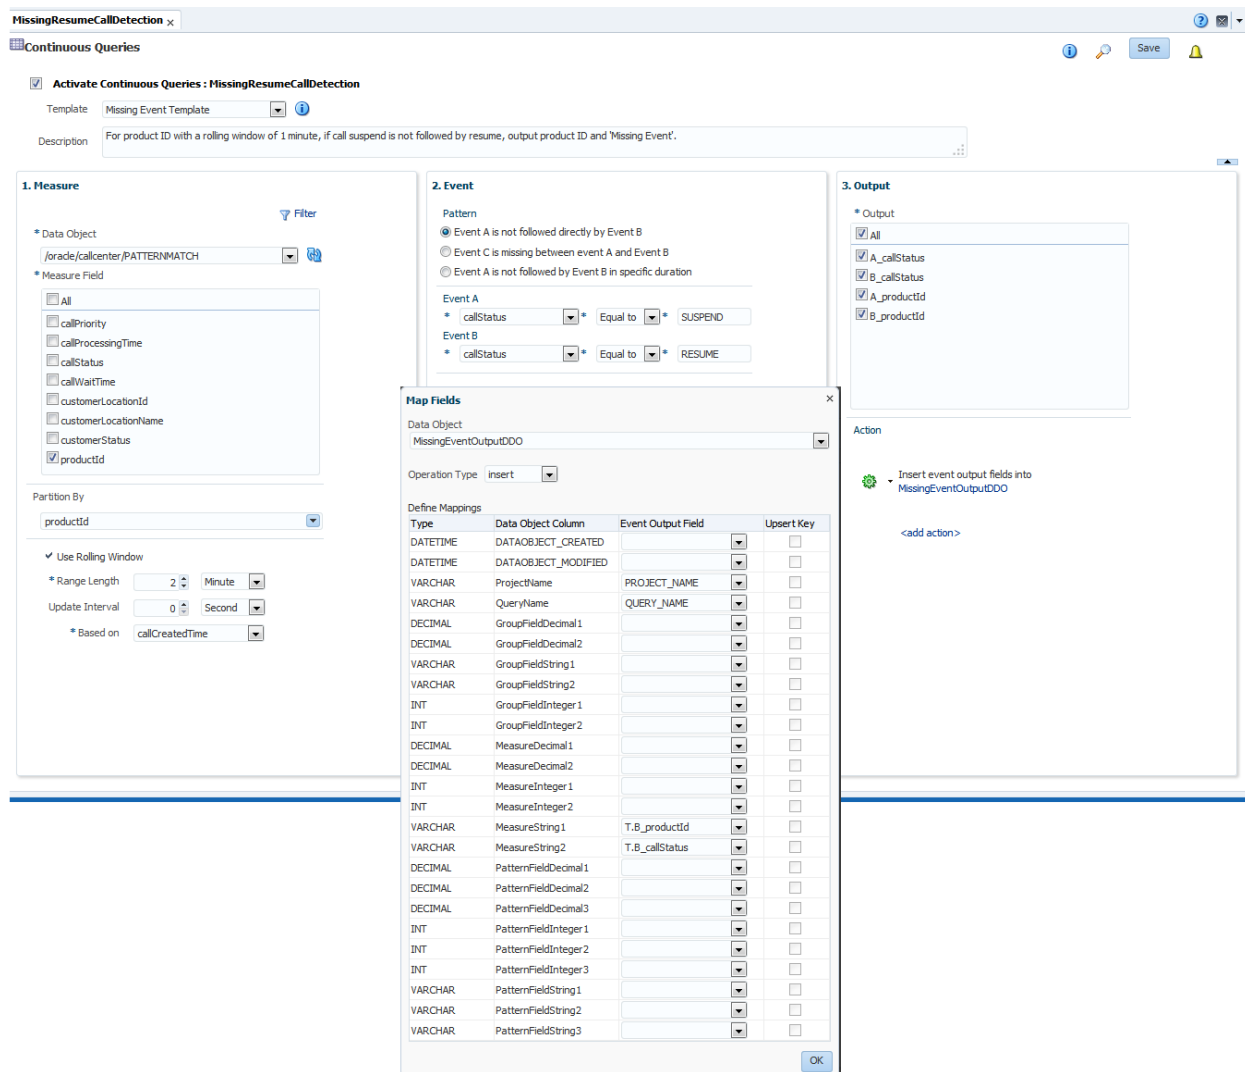 MissingResumeCallDetection ×
Continuous Queries
Save
Activate Continuous Queries : MissingResumeCallDetection
Template Missing Event Template
Description For product ID with a rolling window of 1 minute, if call suspend is not followed by resume, output product ID and 'Missing Event'.
1. Measure
Filter
* Data Object
/oracle/callcenter/PATTERNMATCH
* Measure Field
All
callPriority
callProcessingTime
callStatus
callWaitTime
customerLocationId
customerLocationName
customerStatus
productId
Partition By
productId
Use Rolling Window
* Range Length 2 Minute
Update Interval 0 Second
* Based on callCreatedTime
2. Event
Pattern
Event A is not followed directly by Event B
Event C is missing between event A and Event B
Event A is not followed by Event B in specific duration
Event A
* callStatus * Equal to * SUSPEND
Event B
* callStatus * Equal to * RESUME
3. Output
* Output
All
A_callStatus
B_callStatus
A_productId
B_productId
Action
Insert event output fields into
MissingEventOutputDDO
<add action>
Map Fields ×
Data Object
MissingEventOutputDDO
Operation Type insert
Define Mappings
Type Data Object Column Event Output Field Upsert Key
DATETIME DATAOBJECT_CREATED
DATETIME DATAOBJECT_MODIFIED
VARCHAR ProjectName PROJECT_NAME
VARCHAR QueryName QUERY_NAME
DECIMAL GroupFieldDecimal1
DECIMAL GroupFieldDecimal2
VARCHAR GroupFieldString1
VARCHAR GroupFieldString2
INT GroupFieldInteger1
INT GroupFieldInteger2
DECIMAL MeasureDecimal1
DECIMAL MeasureDecimal2
INT MeasureInteger1
INT MeasureInteger2
VARCHAR MeasureString1 T.B_productId
VARCHAR MeasureString2 T.B_callStatus
DECIMAL PatternFieldDecimal1
DECIMAL PatternFieldDecimal2
DECIMAL PatternFieldDecimal3
INT PatternFieldInteger1
INT PatternFieldInteger2
INT PatternFieldInteger3
VARCHAR PatternFieldString1
VARCHAR PatternFieldString2
VARCHAR PatternFieldString3
OK